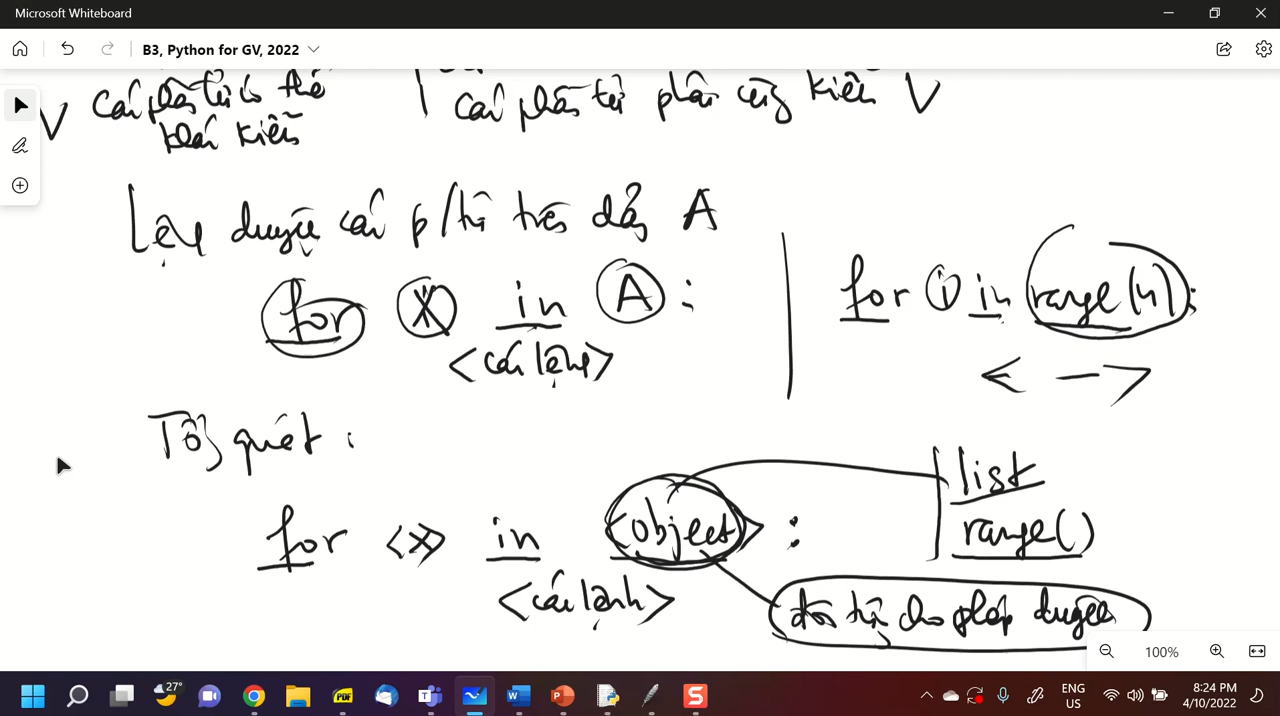 Microsoft Whiteboard
B3, Python for GV, 2022
các phần tử có thể
khác kiểu
các phần tử phải cùng kiểu
Lệnh duyệt các p/tử trên dãy A
for x in A :
<các lệnh>
for i in range(n):
< — >
Tổng quát :
for <x> in <object> :
<các lệnh>
list
range()
đối tượng cho phép duyệt
100%
27°
ENG
US
8:24 PM
4/10/2022